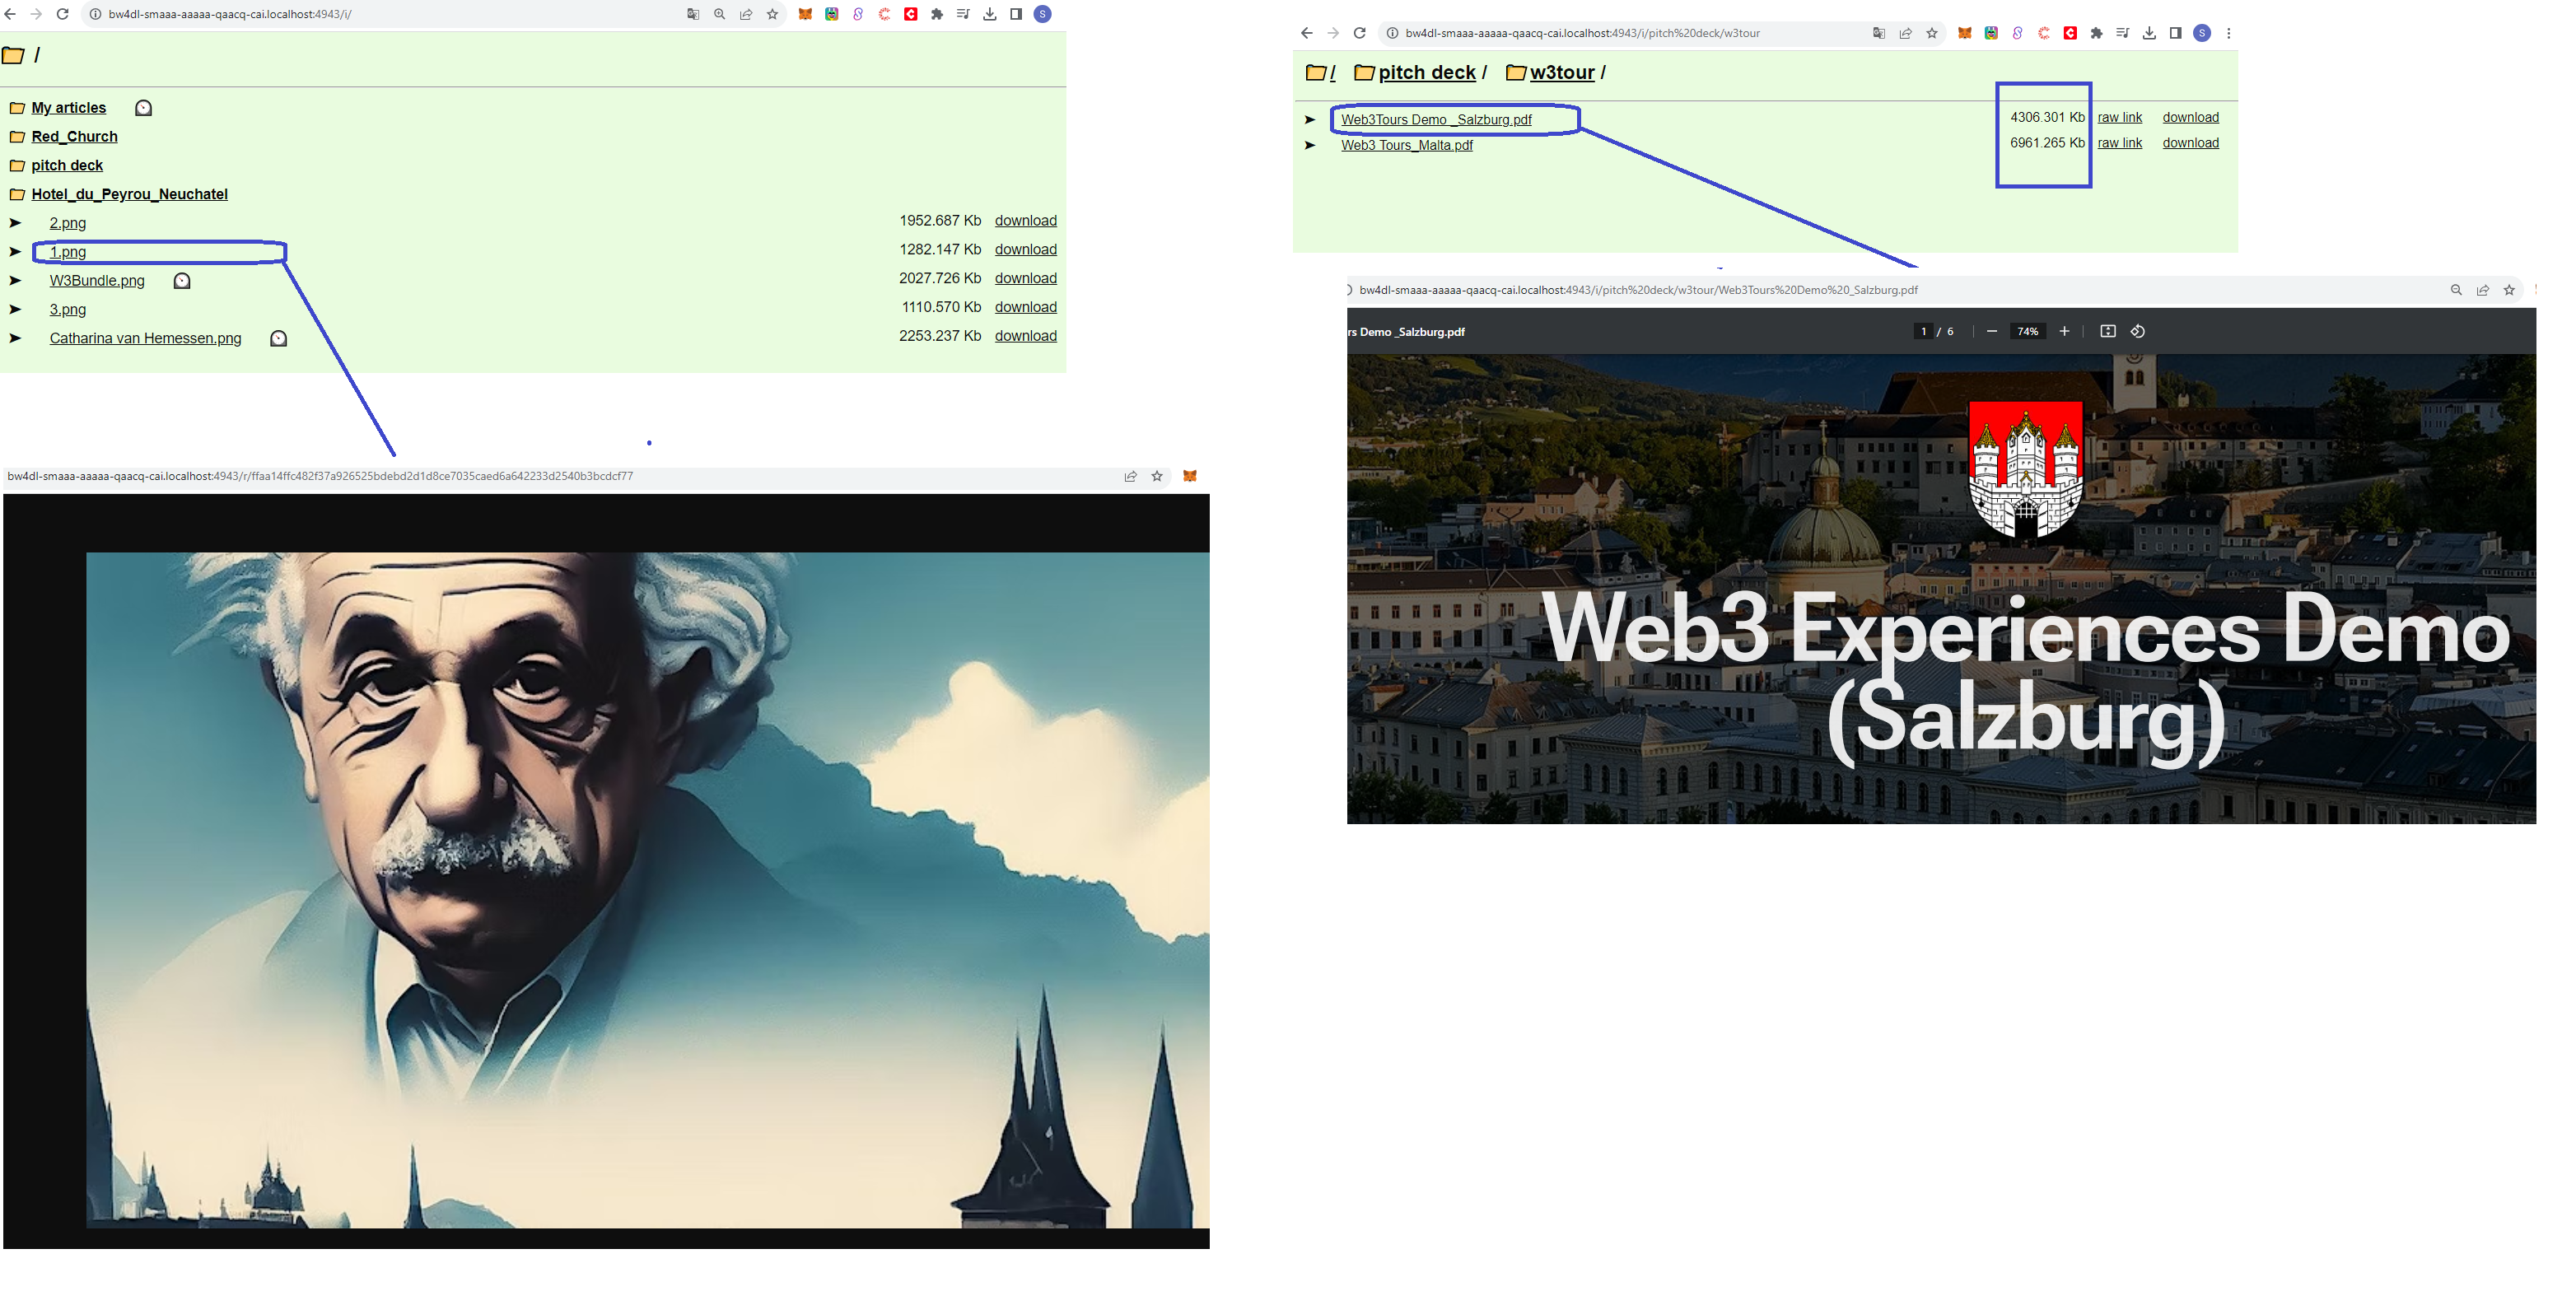 bw4dl-smaaa-aaaaa-qaacq-cai.localhost:4943/i/
S
/
My articles
Red_Church
pitch deck
Hotel_du_Peyrou_Neuchatel
2.png 1952.687 Kb download
1.png 1282.147 Kb download
W3Bundle.png 2027.726 Kb download
3.png 1110.570 Kb download
Catharina van Hemessen.png 2253.237 Kb download
bw4dl-smaaa-aaaaa-qaacq-cai.localhost:4943/r/ffaa14ffc482f37a926525bdebd2d1d8ce7035caed6a642233d2540b3bcdcf77
bw4dl-smaaa-aaaaa-qaacq-cai.localhost:4943/i/pitch%20deck/w3tour
S
/ pitch deck / w3tour /
Web3Tours Demo _Salzburg.pdf 4306.301 Kb raw link download
Web3 Tours_Malta.pdf 6961.265 Kb raw link download
bw4dl-smaaa-aaaaa-qaacq-cai.localhost:4943/i/pitch%20deck/w3tour/Web3Tours%20Demo%20_Salzburg.pdf
rs Demo _Salzburg.pdf 1 / 6 74%
Web3 Experiences Demo
(Salzburg)